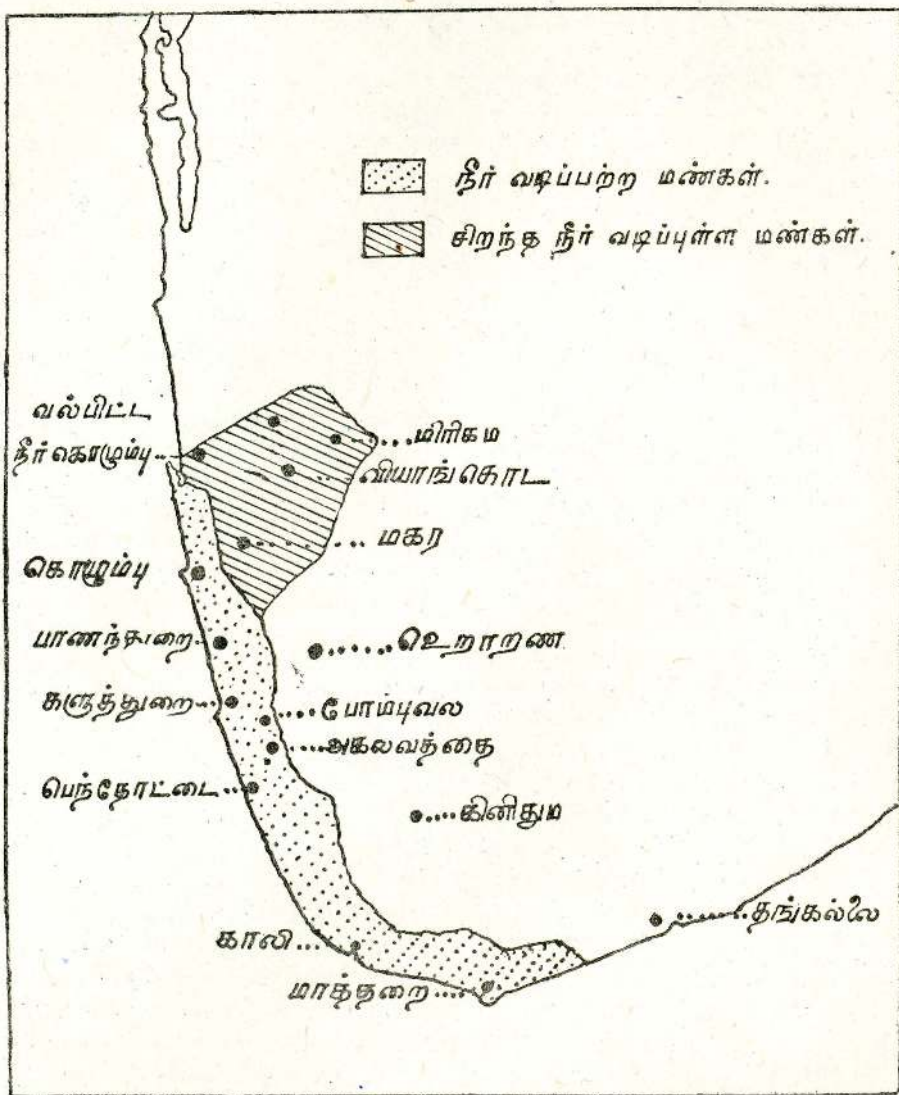 நீர் வடிப்பற்ற மண்கள்.
சிறந்த நீர் வடிப்புள்ள மண்கள்.
வல்பிட்ட
மிரிகம
நீர்கொழும்பு
வியாங்கொட
மகர
கொழும்பு
பாணந்துறை
உறாறண
களுத்துறை
போம்புவல
அகலவத்தை
பெந்தோட்டை
கினிதும
தங்கல்லை
காலி
மாத்தறை